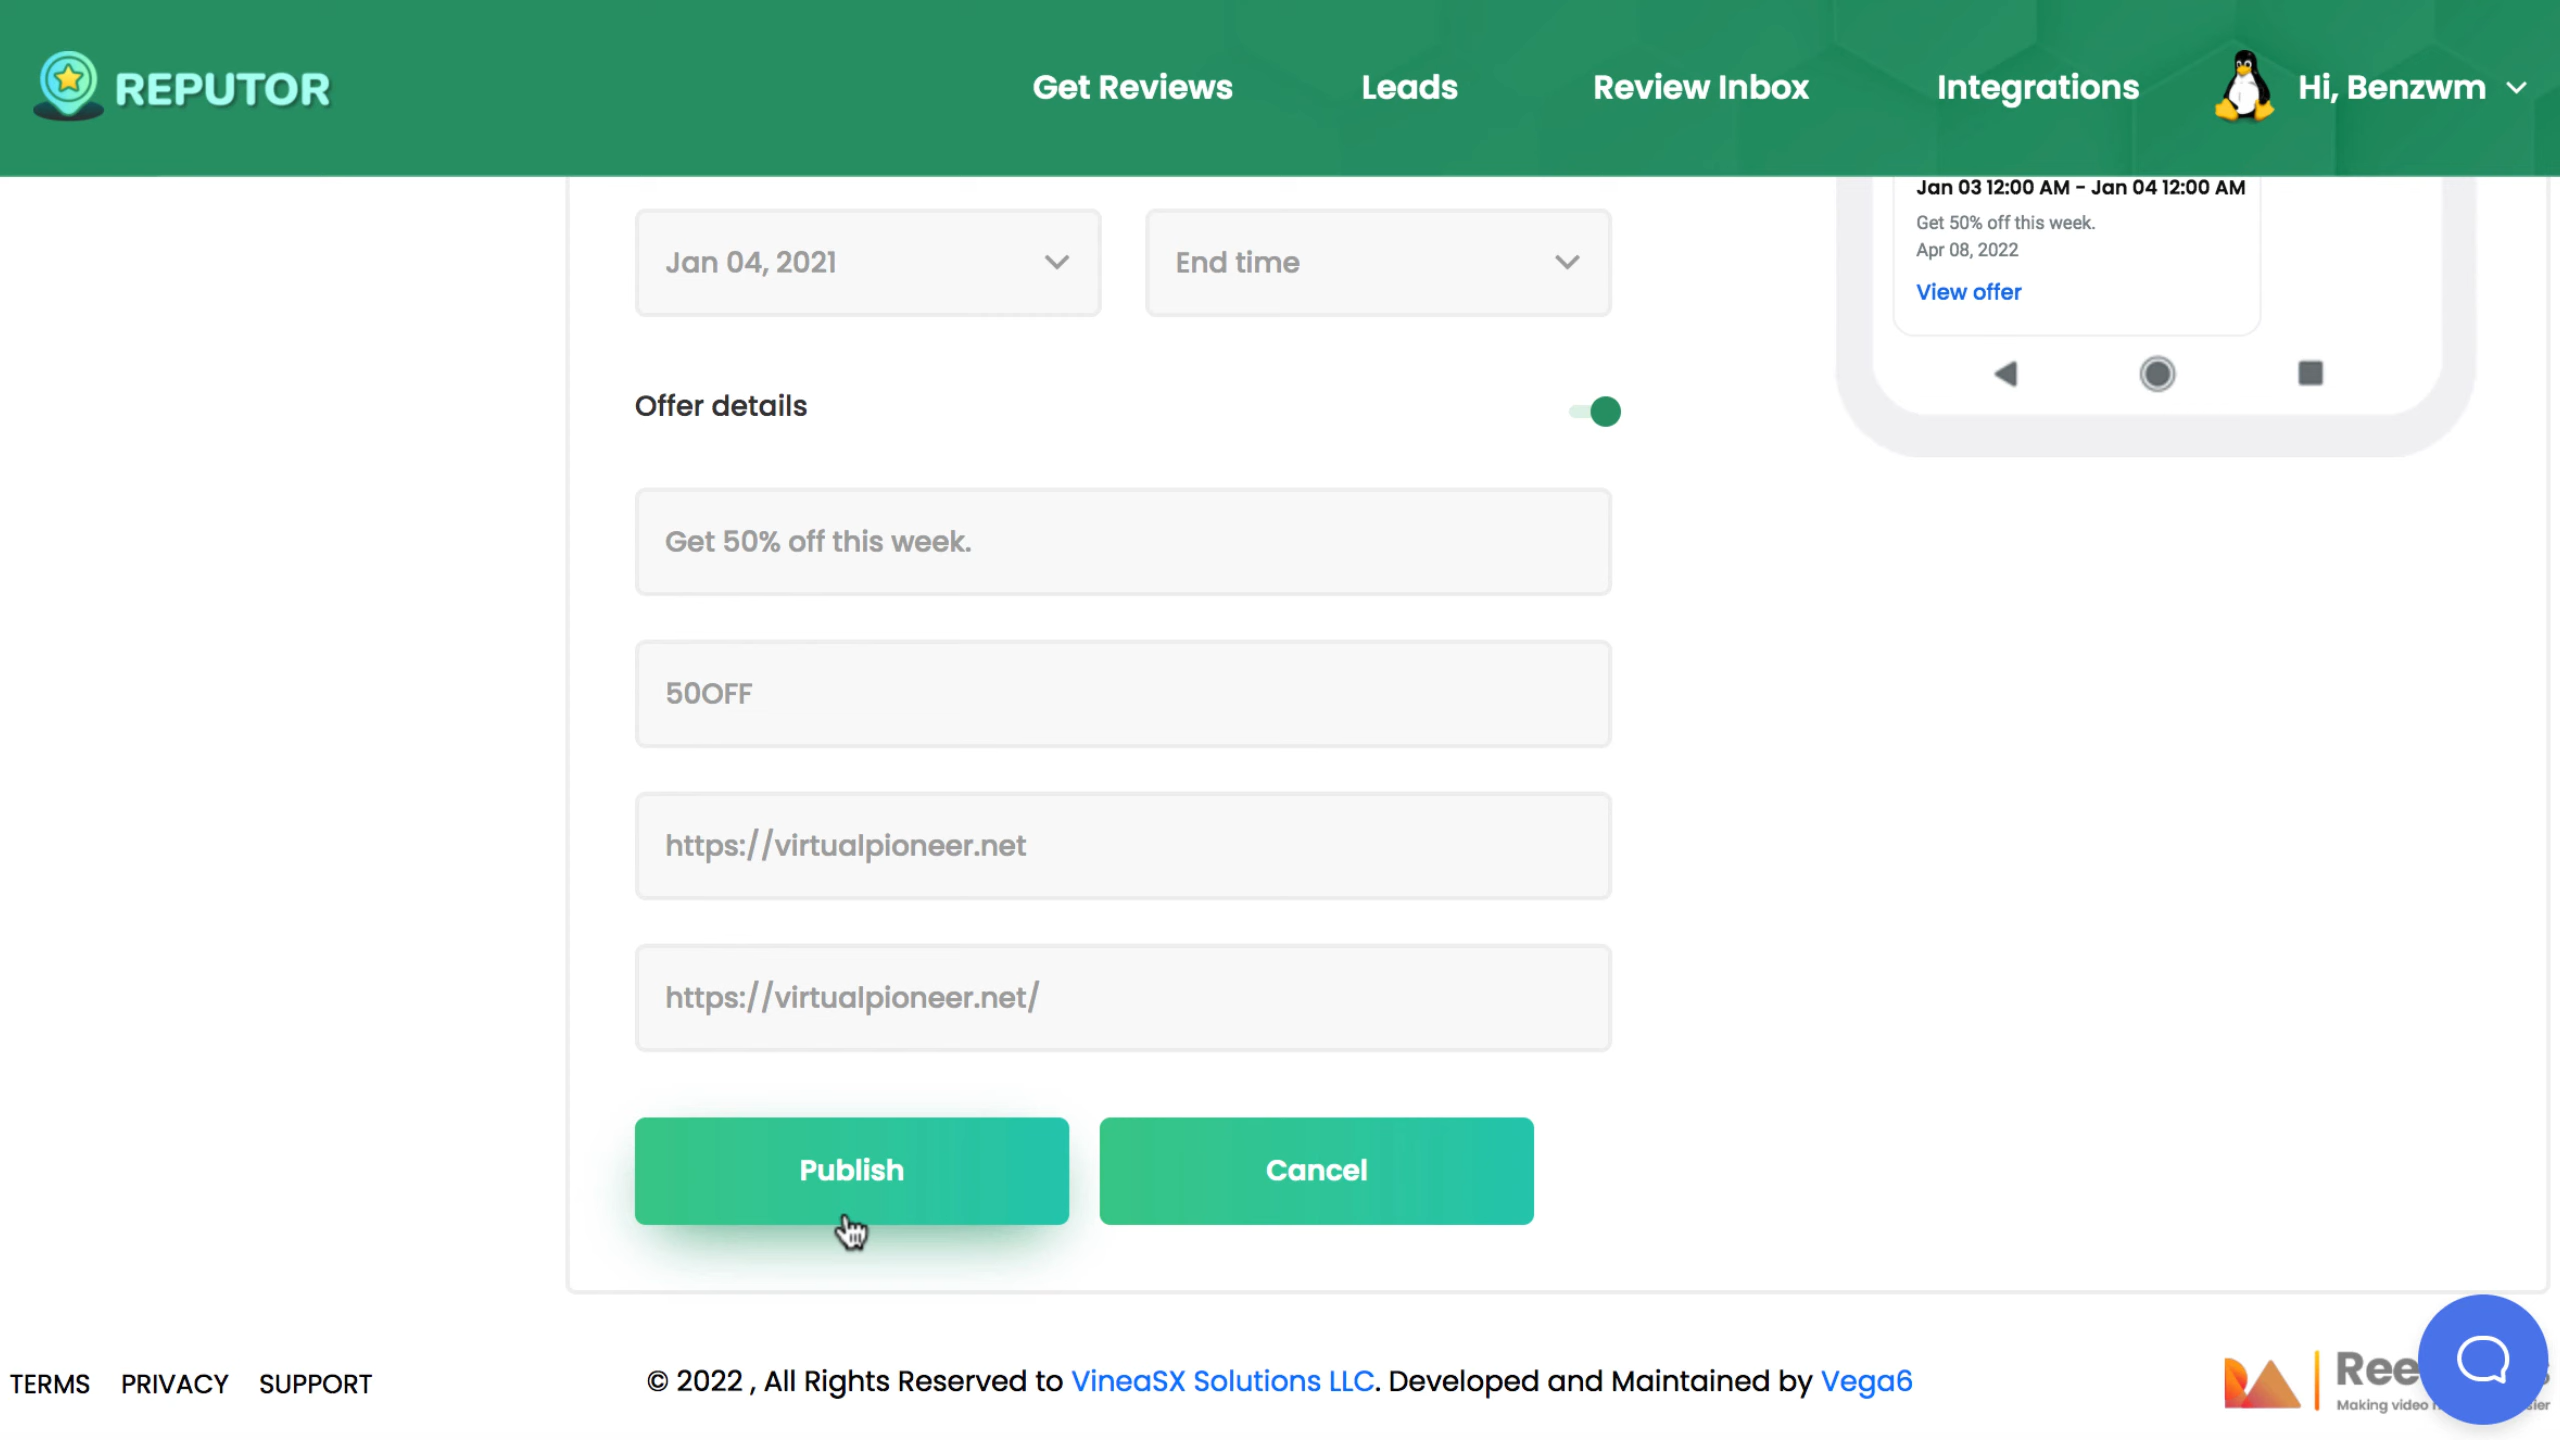 REPUTOR
Get Reviews
Leads
Review Inbox
Integrations
Hi, Benzwm
Jan 03 12:00 AM - Jan 04 12:00 AM
Get 50% off this week.
Apr 08, 2022
View offer
Jan 04, 2021
End time
Offer details
Get 50% off this week.
50OFF
https://virtualpioneer.net
https://virtualpioneer.net/
Publish
Cancel
TERMS
PRIVACY
SUPPORT
© 2022 , All Rights Reserved to VineaSX Solutions LLC. Developed and Maintained by Vega6
Making video